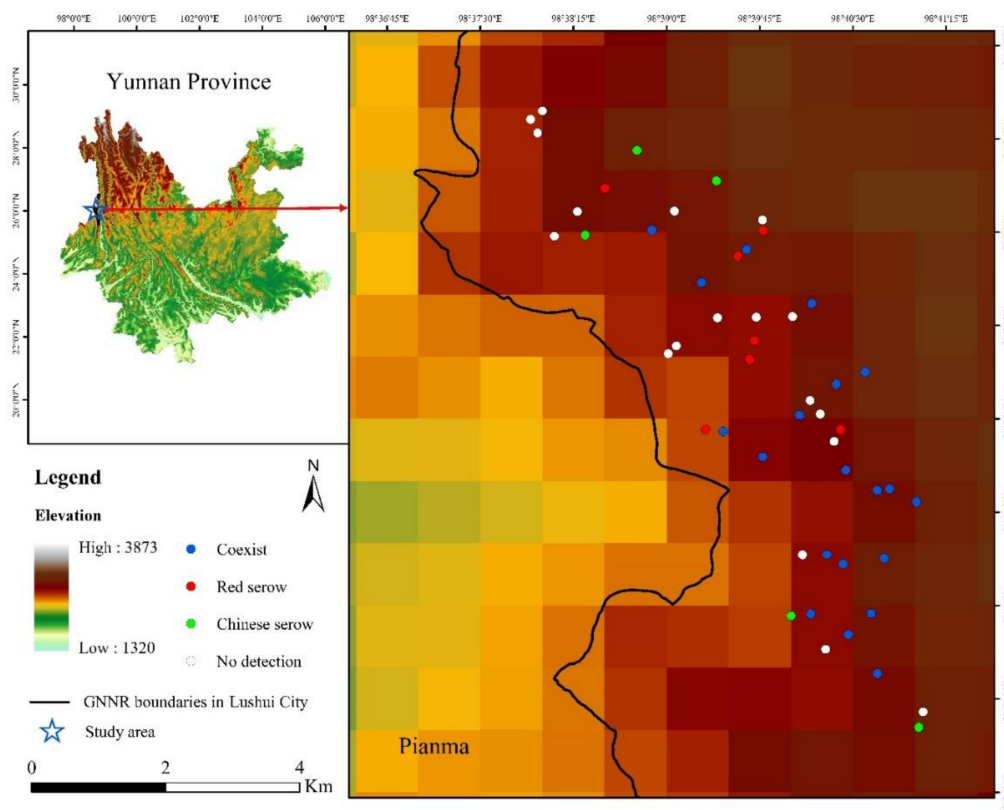 98°0'0"E 100°0'0"E 102°0'0"E 104°0'0"E 106°0'0"E
98°36'45"E 98°37'30"E 98°38'15"E 98°39'0"E 98°39'45"E 98°40'30"E 98°41'15"E
Yunnan Province
30°0'0"N
28°0'0"N
26°0'0"N
24°0'0"N
22°0'0"N
20°0'0"N
Legend
N
Elevation
High : 3873
Low : 1320
Coexist
Red serow
Chinese serow
No detection
GNNR boundaries in Lushui City
Study area
0 2 4
Km
Pianma